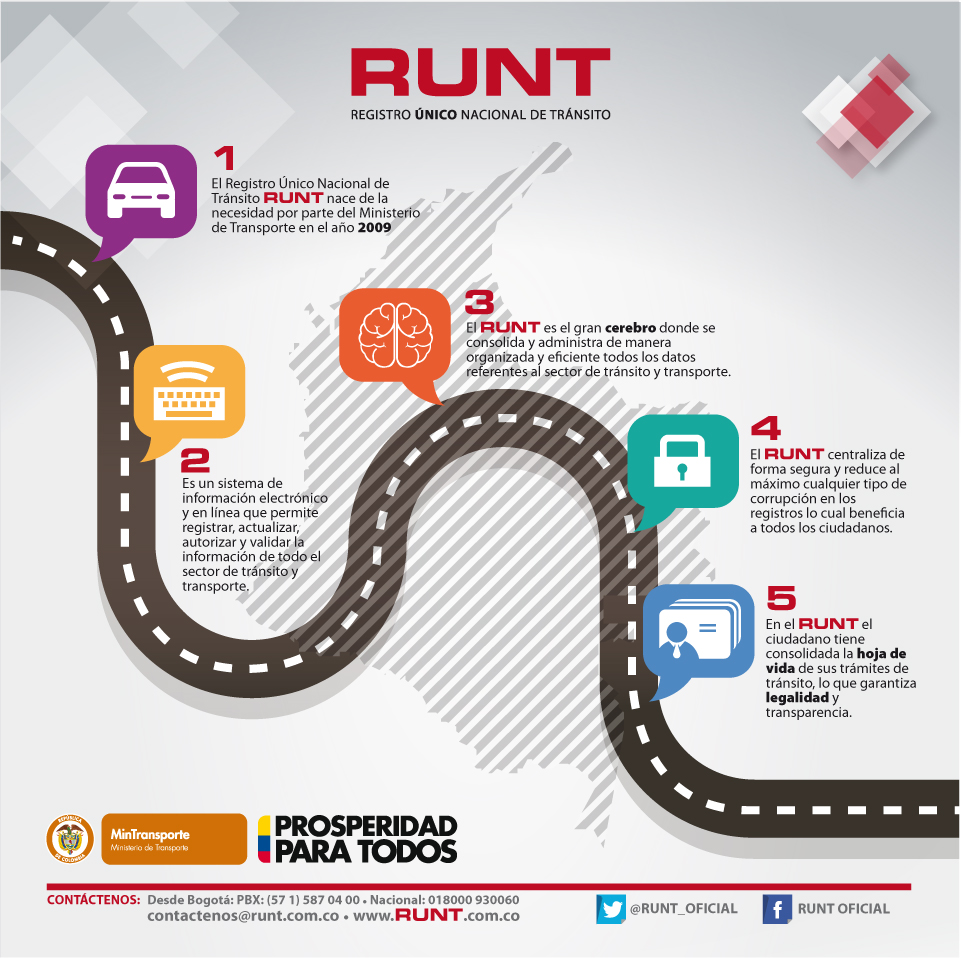 RUNT
REGISTRO ÚNICO NACIONAL DE TRÁNSITO
1
El Registro Único Nacional de
Tránsito RUNT nace de la
necesidad por parte del Ministerio
de Transporte en el año 2009
2
Es un sistema de
información electrónico
y en línea que permite
registrar, actualizar,
autorizar y validar la
información de todo el
sector de tránsito y
transporte.
3
El RUNT es el gran cerebro donde se
consolida y administra de manera
organizada y eficiente todos los datos
referentes al sector de tránsito y transporte.
4
El RUNT centraliza de
forma segura y reduce al
máximo cualquier tipo de
corrupción en los
registros lo cual beneficia
a todos los ciudadanos.
5
En el RUNT el
ciudadano tiene
consolidada la hoja de
vida de sus trámites de
tránsito, lo que garantiza
legalidad y
transparencia.
REPÚBLICA
DE COLOMBIA
MinTransporte
Ministerio de Transporte
PROSPERIDAD
PARA TODOS
CONTÁCTENOS: Desde Bogotá: PBX: (57 1) 587 04 00 • Nacional: 018000 930060
contactenos@runt.com.co • www.RUNT.com.co
@RUNT_OFICIAL
RUNT OFICIAL